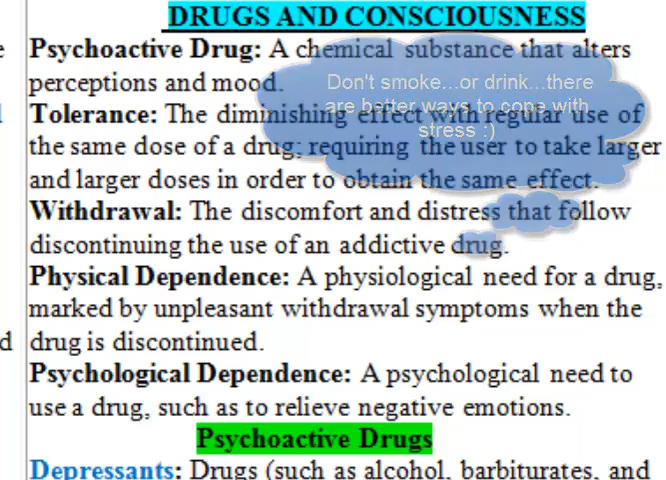 DRUGS AND CONSCIOUSNESS
Psychoactive Drug: A chemical substance that alters
perceptions and mood.
Don't smoke...or drink...there
are better ways to cope with
stress :)
Tolerance: The diminishing effect with regular use of
the same dose of a drug; requiring the user to take larger
and larger doses in order to obtain the same effect.
Withdrawal: The discomfort and distress that follow
discontinuing the use of an addictive drug.
Physical Dependence: A physiological need for a drug,
marked by unpleasant withdrawal symptoms when the
d drug is discontinued.
Psychological Dependence: A psychological need to
use a drug, such as to relieve negative emotions.
Psychoactive Drugs
Depressants: Drugs (such as alcohol, barbiturates, and